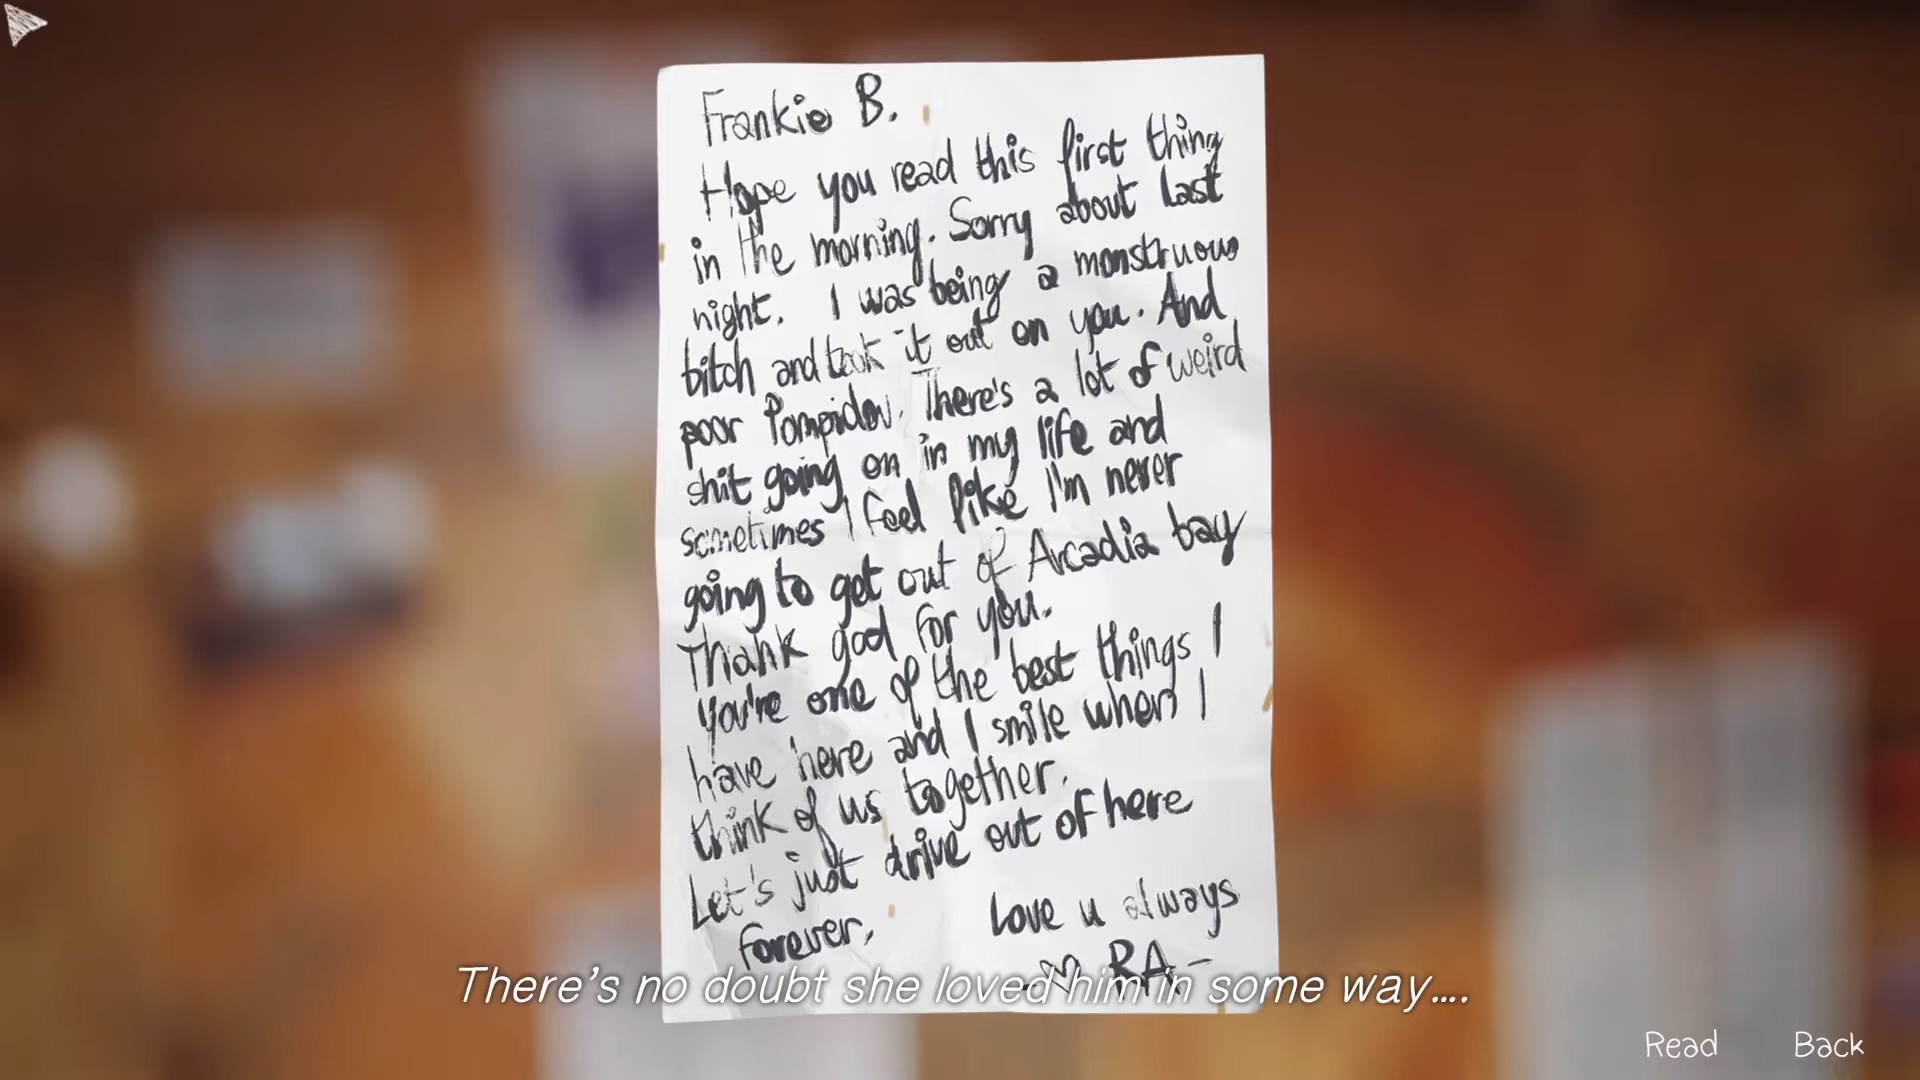 Frankie B.
Hope you read this first thing
in the morning. Sorry about last
night. I was being a monstruous
bitch and took it out on you. And
poor Pompidou. There's a lot of weird
shit going on in my life and
sometimes I feel like I'm never
going to get out of Arcadia bay
Thank god for you.
You're one of the best things I
have here and I smile when I
think of us together.
Let's just drive out of here
forever.
Love u always
♡ RA -
There's no doubt she loved him in some way....
Read Back